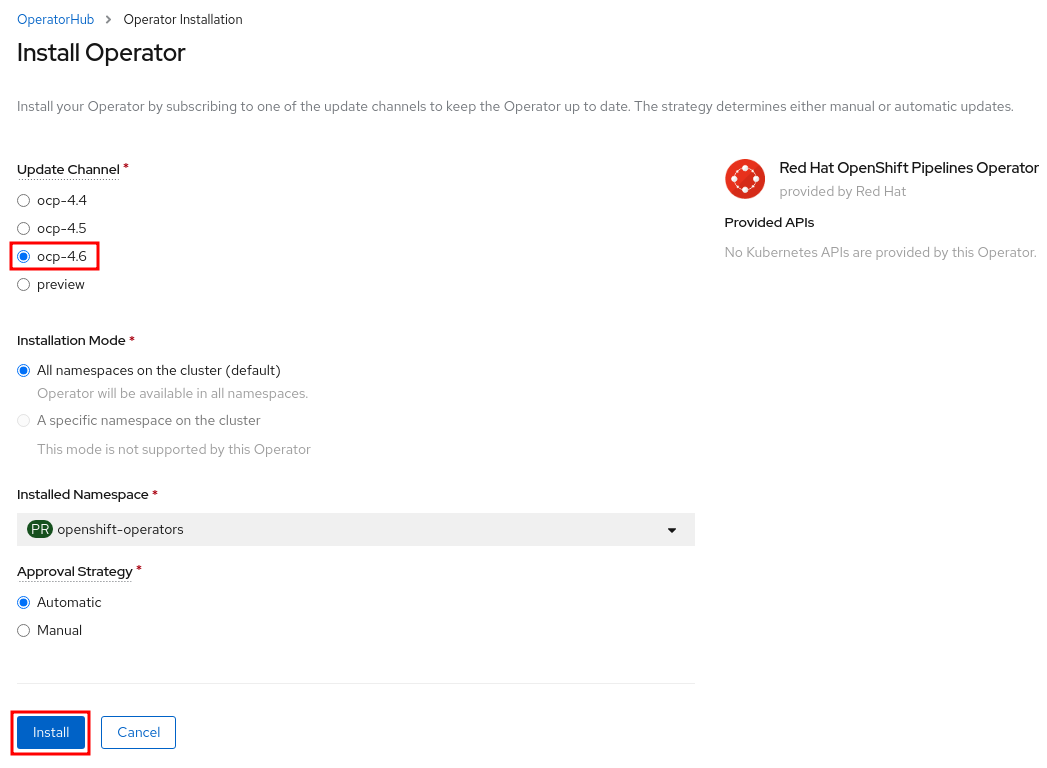 OperatorHub > Operator Installation
Install Operator
Install your Operator by subscribing to one of the update channels to keep the Operator up to date. The strategy determines either manual or automatic updates.
Update Channel *
ocp-4.4
ocp-4.5
ocp-4.6
preview
Installation Mode *
All namespaces on the cluster (default)
Operator will be available in all namespaces.
A specific namespace on the cluster
This mode is not supported by this Operator
Installed Namespace *
PR openshift-operators
Approval Strategy *
Automatic
Manual
Install Cancel
Red Hat OpenShift Pipelines Operator
provided by Red Hat
Provided APIs
No Kubernetes APIs are provided by this Operator.